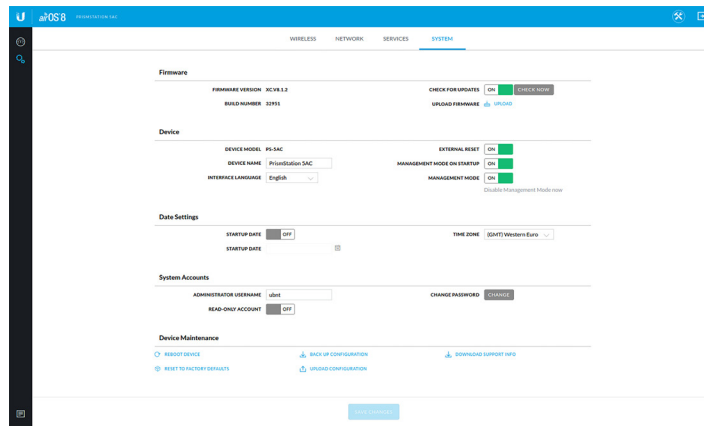 airOS 8 PRISMSTATION 5AC
WIRELESS NETWORK SERVICES SYSTEM
Firmware
FIRMWARE VERSION XC.V8.1.2 CHECK FOR UPDATES ON CHECK NOW
BUILD NUMBER 32951 UPLOAD FIRMWARE UPLOAD
Device
DEVICE MODEL PS-5AC EXTERNAL RESET ON
DEVICE NAME PrismStation 5AC MANAGEMENT MODE ON STARTUP ON
INTERFACE LANGUAGE English MANAGEMENT MODE ON
Disable Management Mode now
Date Settings
STARTUP DATE OFF TIME ZONE (GMT) Western Euro
STARTUP DATE
System Accounts
ADMINISTRATOR USERNAME ubnt CHANGE PASSWORD CHANGE
READ-ONLY ACCOUNT OFF
Device Maintenance
REBOOT DEVICE BACK UP CONFIGURATION DOWNLOAD SUPPORT INFO
RESET TO FACTORY DEFAULTS UPLOAD CONFIGURATION
SAVE CHANGES